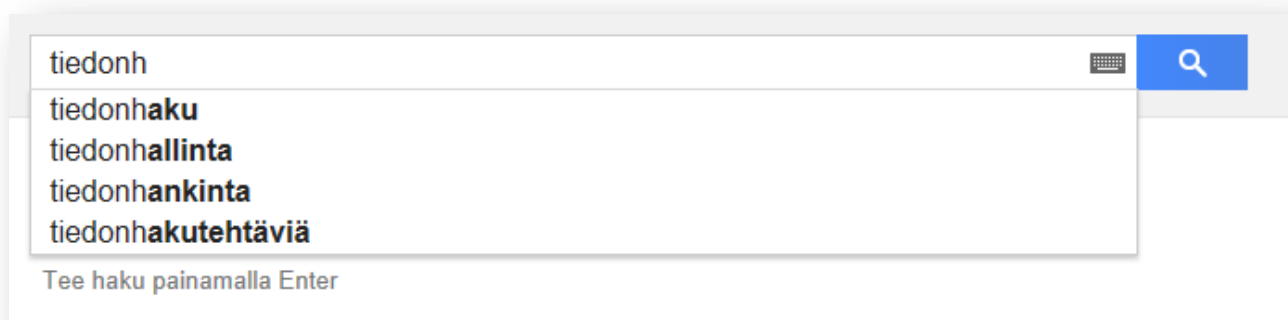 tiedonh
tiedonhaku
tiedonhallinta
tiedonhankinta
tiedonhakutehtäviä
Tee haku painamalla Enter